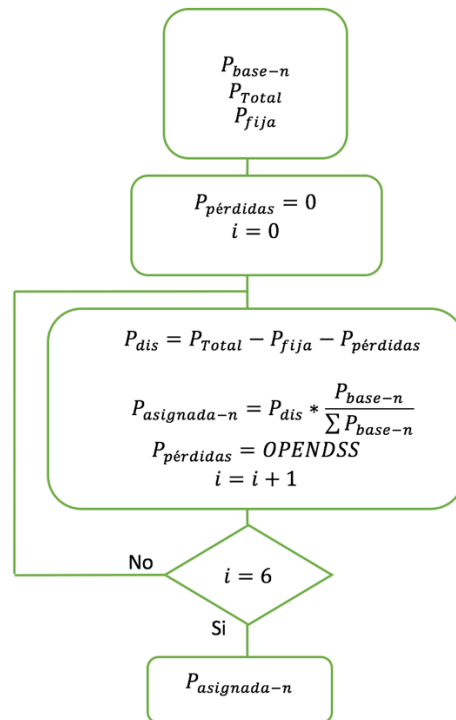 P_{base-n}
P_{Total}
P_{fija}
P_{pérdidas} = 0
i = 0
P_{dis} = P_{Total} − P_{fija} − P_{pérdidas}
P_{asignada-n} = P_{dis} * \frac{P_{base-n}}{∑ P_{base-n}}
P_{pérdidas} = OPENDSS
i = i + 1
No
i = 6
Si
P_{asignada-n}